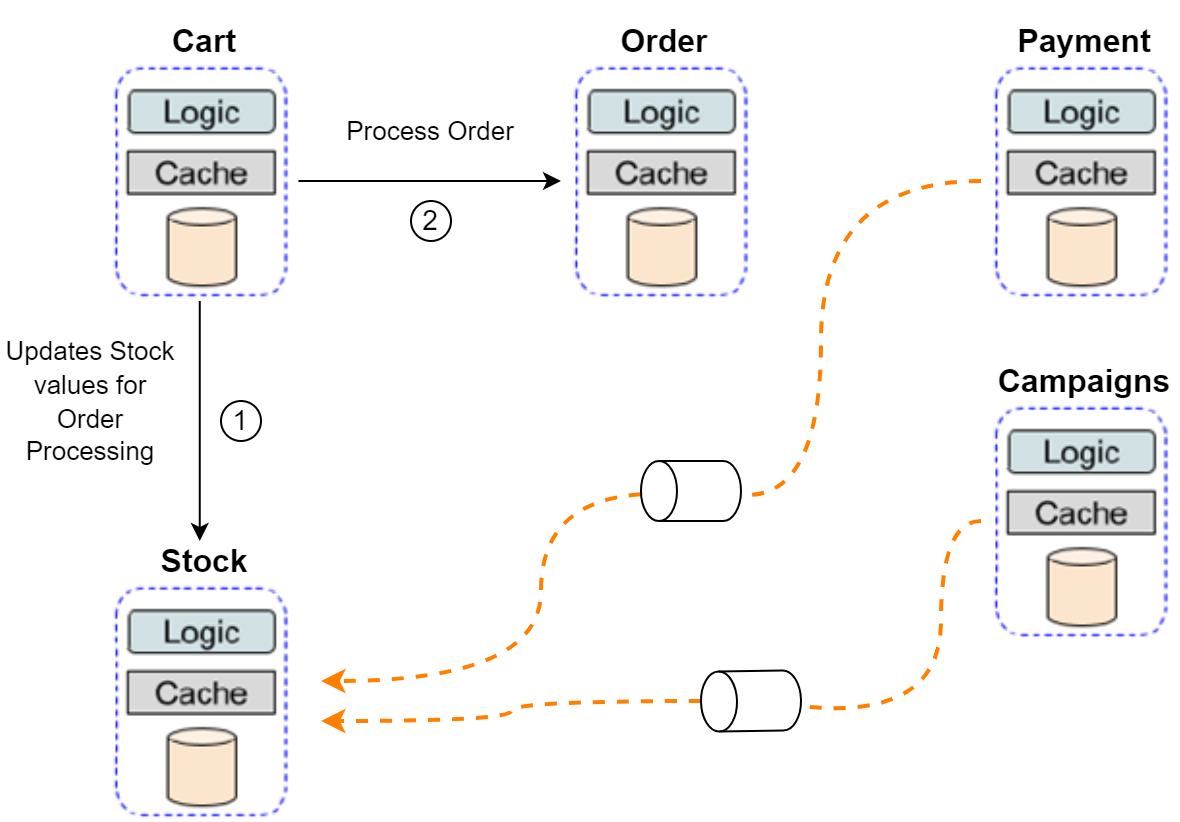 Cart
Order
Payment
Logic
Logic
Logic
Process Order
Cache
Cache
Cache
2
Updates Stock
values for
Order
Processing
1
Campaigns
Logic
Cache
Stock
Logic
Cache